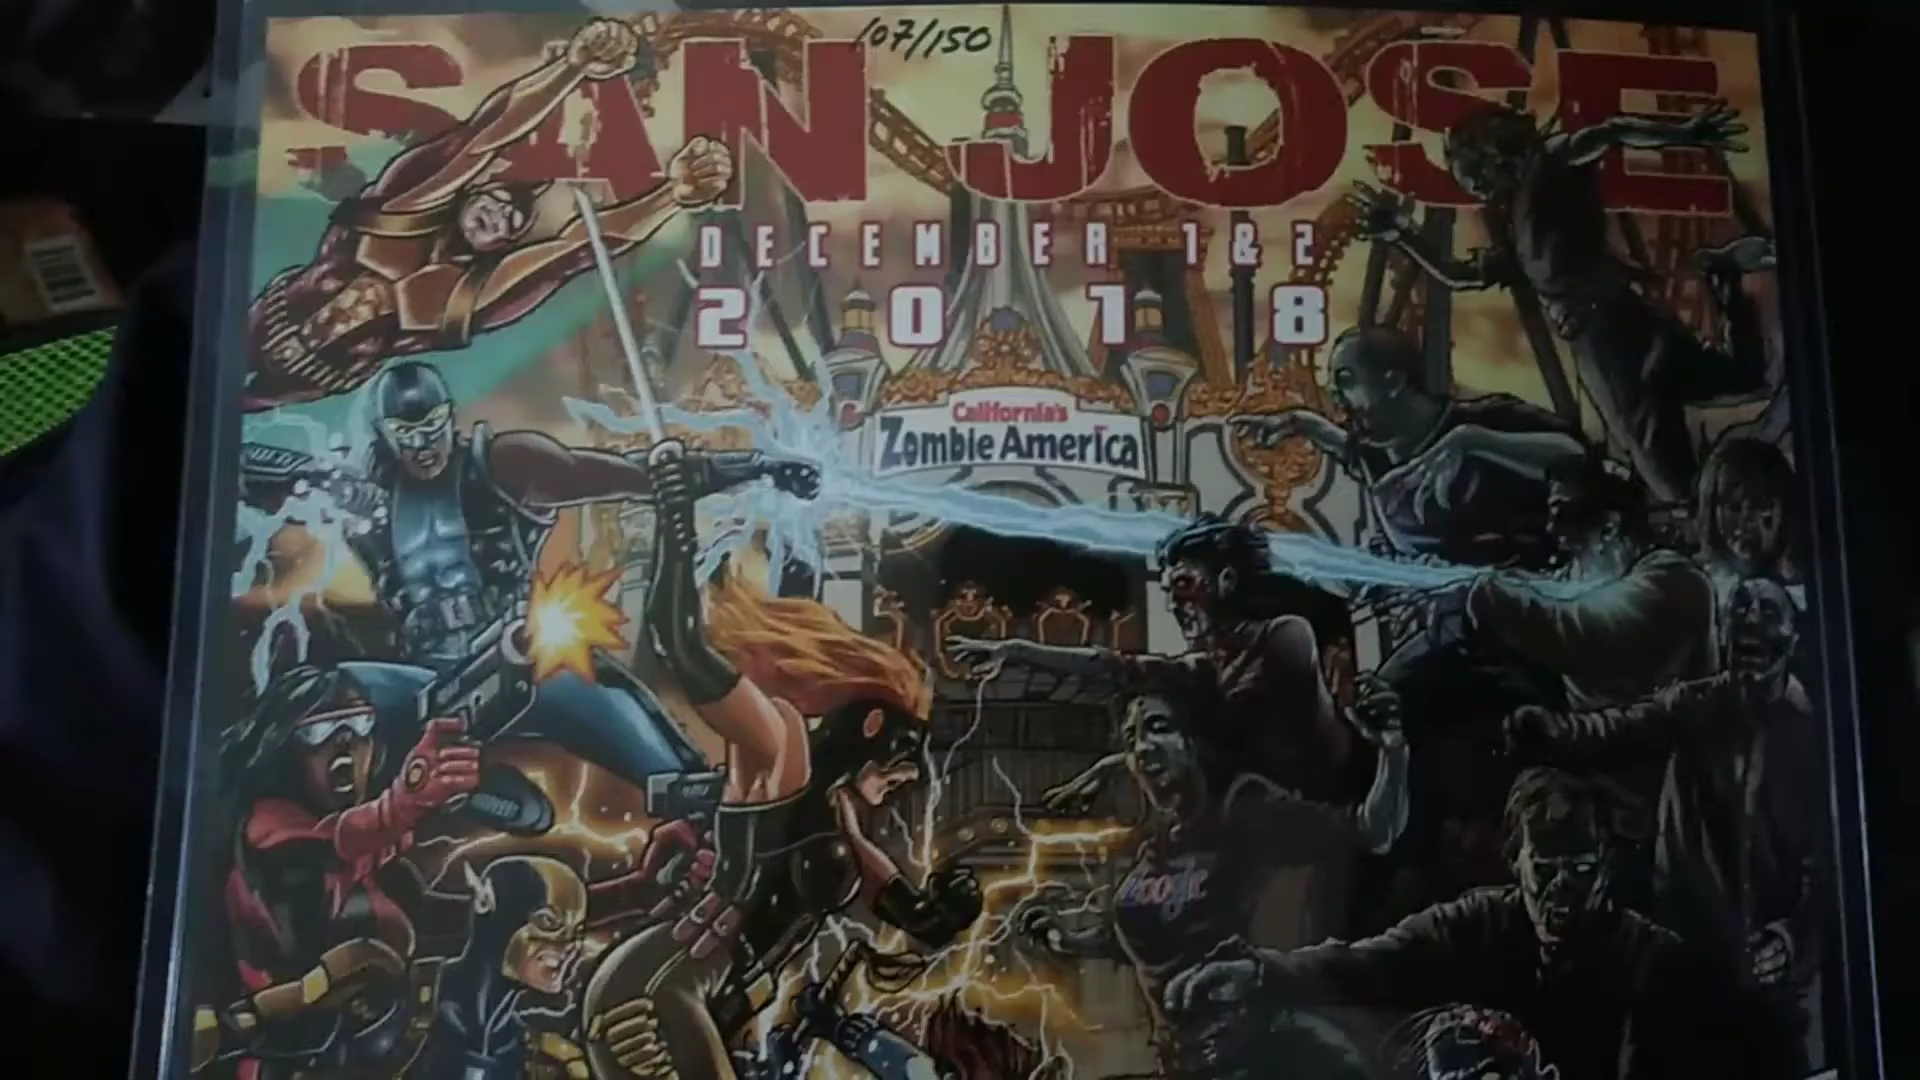 107/150
SAN JOSE
DECEMBER 1&2
2018
California's
Zombie America